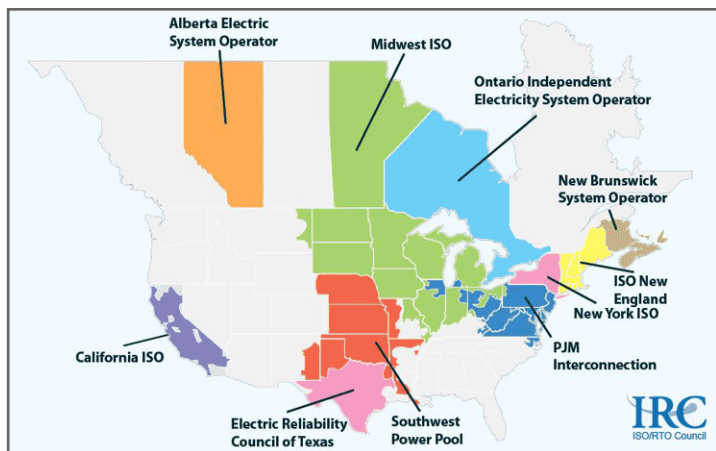 Alberta Electric
System Operator
Midwest ISO
Ontario Independent
Electricity System Operator
New Brunswick
System Operator
ISO New
England
New York ISO
PJM
Interconnection
California ISO
Electric Reliability
Council of Texas
Southwest
Power Pool
IRC
ISO/RTO Council